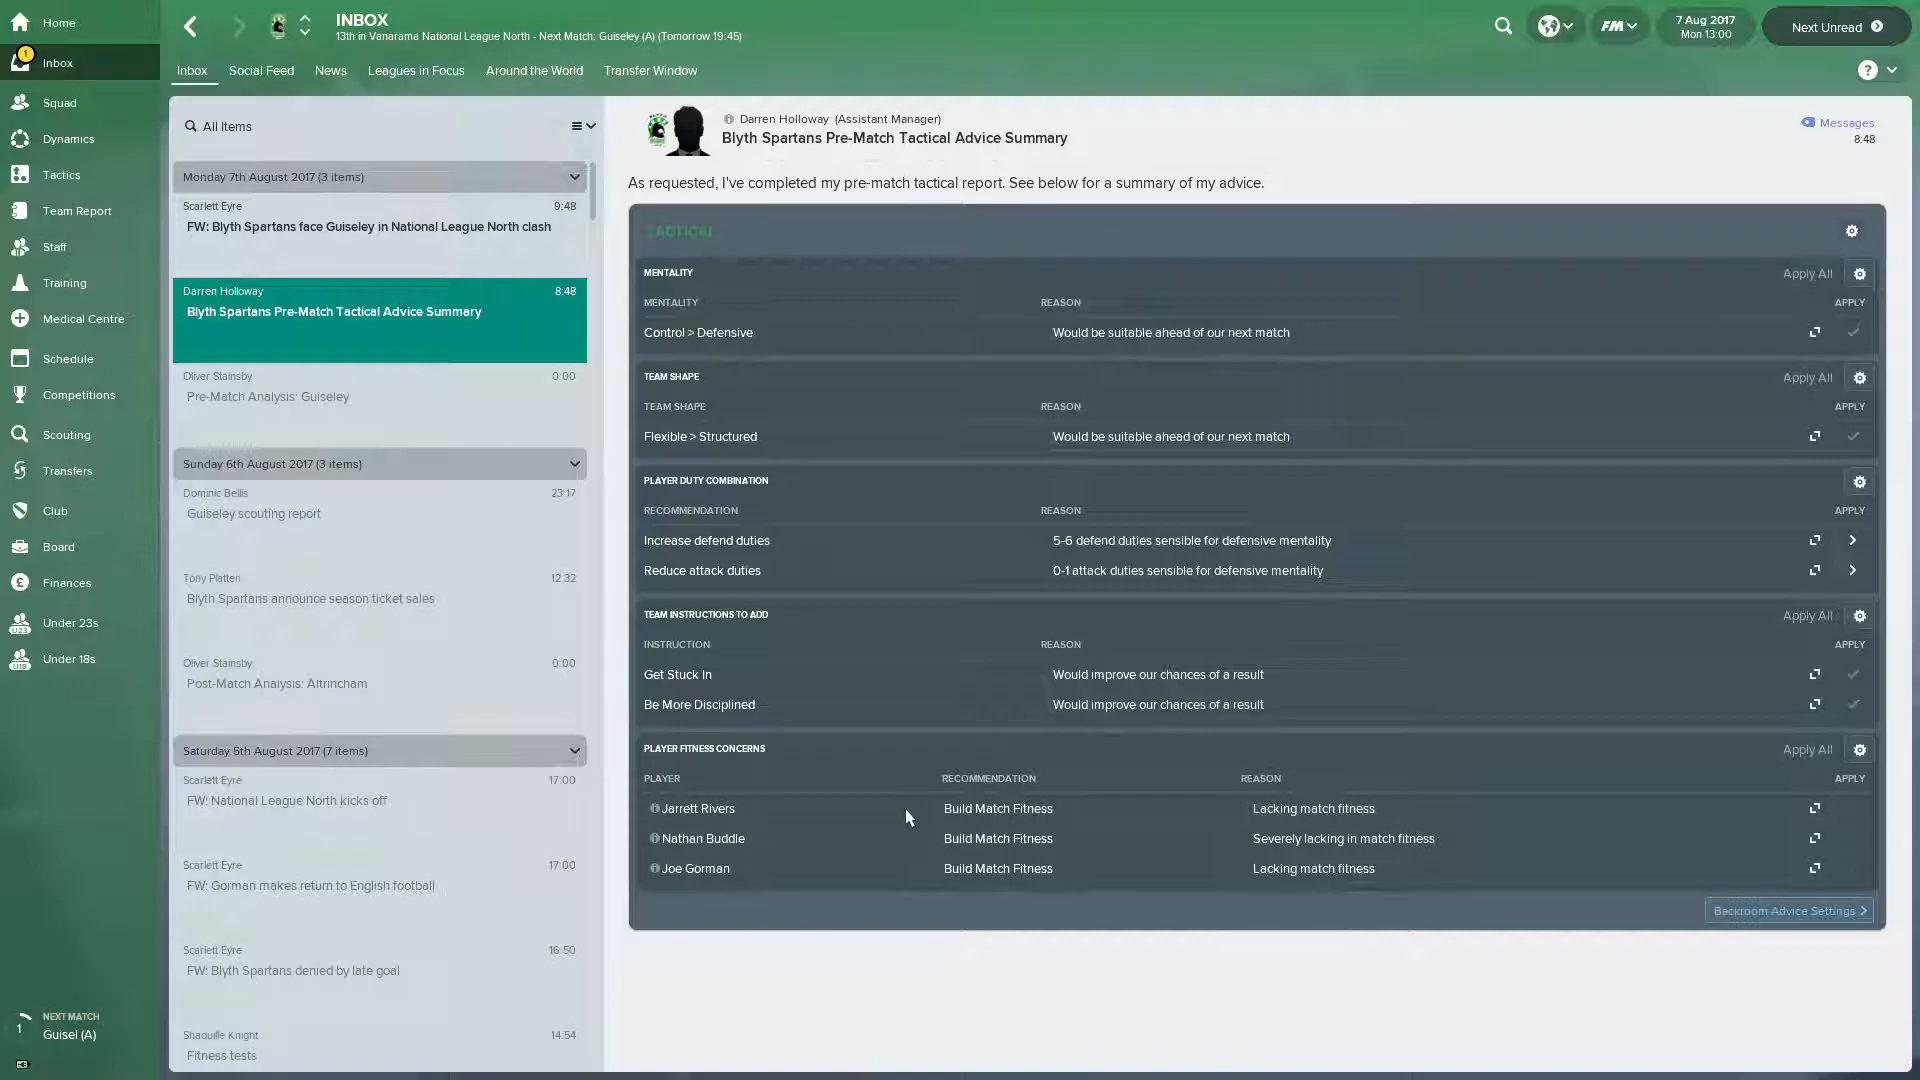 Home
1
Inbox
Squad
Dynamics
Tactics
Team Report
Staff
Training
Medical Centre
Schedule
Competitions
Scouting
Transfers
Club
Board
Finances
Under 23s
Under 18s
1
NEXT MATCH
Guisel (A)
INBOX
13th in Vanarama National League North - Next Match: Guiseley (A) (Tomorrow 19:45)
FM
7 Aug 2017
Mon 13:00
Next Unread
Inbox Social Feed News Leagues in Focus Around the World Transfer Window
?
All Items
Monday 7th August 2017 (3 items)
Scarlett Eyre 9:48
FW: Blyth Spartans face Guiseley in National League North clash
Darren Holloway 8:48
Blyth Spartans Pre-Match Tactical Advice Summary
Oliver Stainsby 0:00
Pre-Match Analysis: Guiseley
Sunday 6th August 2017 (3 items)
Dominic Bellis 23:17
Guiseley scouting report
Tony Platten 12:32
Blyth Spartans announce season ticket sales
Oliver Stainsby 0:00
Post-Match Analysis: Altrincham
Saturday 5th August 2017 (7 items)
Scarlett Eyre 17:00
FW: National League North kicks off
Scarlett Eyre 17:00
FW: Gorman makes return to English football
Scarlett Eyre 16:50
FW: Blyth Spartans denied by late goal
Shaquille Knight 14:54
Fitness tests
Darren Holloway (Assistant Manager)
Blyth Spartans Pre-Match Tactical Advice Summary
Messages
8:48
As requested, I've completed my pre-match tactical report. See below for a summary of my advice.
TACTICAL
MENTALITY Apply All
MENTALITY REASON APPLY
Control > Defensive Would be suitable ahead of our next match
TEAM SHAPE Apply All
TEAM SHAPE REASON APPLY
Flexible > Structured Would be suitable ahead of our next match
PLAYER DUTY COMBINATION
RECOMMENDATION REASON APPLY
Increase defend duties 5-6 defend duties sensible for defensive mentality
Reduce attack duties 0-1 attack duties sensible for defensive mentality
TEAM INSTRUCTIONS TO ADD Apply All
INSTRUCTION REASON APPLY
Get Stuck In Would improve our chances of a result
Be More Disciplined Would improve our chances of a result
PLAYER FITNESS CONCERNS Apply All
PLAYER RECOMMENDATION REASON APPLY
Jarrett Rivers Build Match Fitness Lacking match fitness
Nathan Buddle Build Match Fitness Severely lacking in match fitness
Joe Gorman Build Match Fitness Lacking match fitness
Backroom Advice Settings >